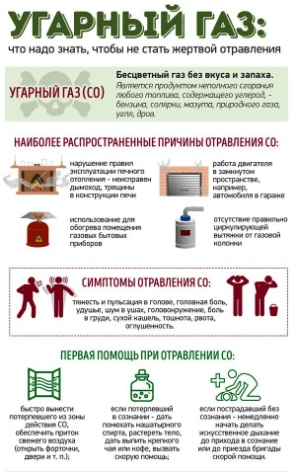 УГАРНЫЙ ГАЗ:
что надо знать, чтобы не стать жертвой отравления
УГАРНЫЙ ГАЗ (СО)
Бесцветный газ без вкуса и запаха.
Является продуктом неполного сгорания
любого топлива, содержащего углерод, -
бензина, солярки, мазута, природного газа,
угля, дров.
НАИБОЛЕЕ РАСПРОСТРАНЕННЫЕ ПРИЧИНЫ ОТРАВЛЕНИЯ СО:
нарушение правил
эксплуатации печного
отопления - неисправен
дымоход, трещины
в конструкции печи
работа двигателя
в замкнутом
пространстве,
например,
автомобиля в гараже
использование для
обогрева помещения
газовых бытовых
приборов
отсутствие правильно
циркулирующей
вытяжки от газовой
колонки
СИМПТОМЫ ОТРАВЛЕНИЯ СО:
тяжесть и пульсация в голове, головная боль,
удушье, шум в ушах, головокружение, боль
в груди, сухой кашель, тошнота, рвота,
оглушенность.
ПЕРВАЯ ПОМОЩЬ ПРИ ОТРАВЛЕНИИ СО:
быстро вынести
потерпевшего из зоны
действия СО,
обеспечить приток
свежего воздуха
(открыть форточки,
двери и т. п.);
если потерпевший
в сознании - дать
понюхать нашатырного
спирта, растереть тело,
дать выпить крепкого
чая или кофе, вызвать
скорую помощь;
если пострадавший без
сознания - немедленно
начать делать
искусственное дыхание
до прихода в сознание
или до приезда бригады
скорой помощи.